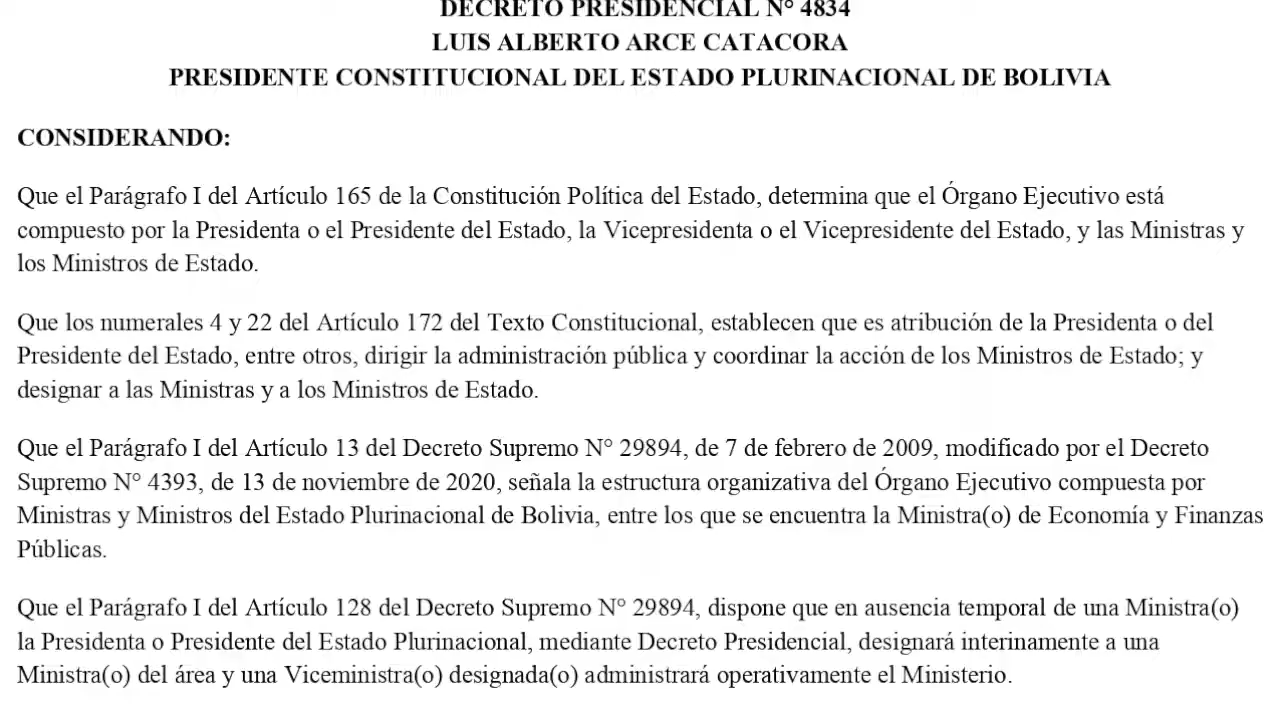 DECRETO PRESIDENCIAL N° 4834
LUIS ALBERTO ARCE CATACORA
PRESIDENTE CONSTITUCIONAL DEL ESTADO PLURINACIONAL DE BOLIVIA
CONSIDERANDO:
Que el Parágrafo I del Artículo 165 de la Constitución Política del Estado, determina que el Órgano Ejecutivo está
compuesto por la Presidenta o el Presidente del Estado, la Vicepresidenta o el Vicepresidente del Estado, y las Ministras y
los Ministros de Estado.
Que los numerales 4 y 22 del Artículo 172 del Texto Constitucional, establecen que es atribución de la Presidenta o del
Presidente del Estado, entre otros, dirigir la administración pública y coordinar la acción de los Ministros de Estado; y
designar a las Ministras y a los Ministros de Estado.
Que el Parágrafo I del Artículo 13 del Decreto Supremo N° 29894, de 7 de febrero de 2009, modificado por el Decreto
Supremo N° 4393, de 13 de noviembre de 2020, señala la estructura organizativa del Órgano Ejecutivo compuesta por
Ministras y Ministros del Estado Plurinacional de Bolivia, entre los que se encuentra la Ministra(o) de Economía y Finanzas
Públicas.
Que el Parágrafo I del Artículo 128 del Decreto Supremo N° 29894, dispone que en ausencia temporal de una Ministra(o)
la Presidenta o Presidente del Estado Plurinacional, mediante Decreto Presidencial, designará interinamente a una
Ministra(o) del área y una Viceministra(o) designada(o) administrará operativamente el Ministerio.